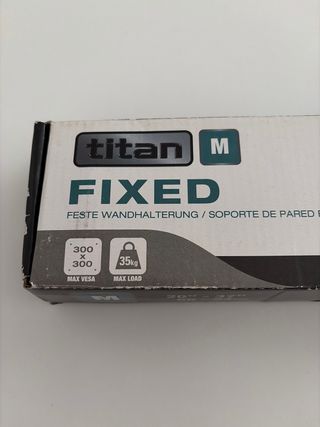 titan M
FIXED
FESTE WANDHALTERUNG / SOPORTE DE PARED
300
x
300
35kg
MAX VESA
MAX LOAD
M